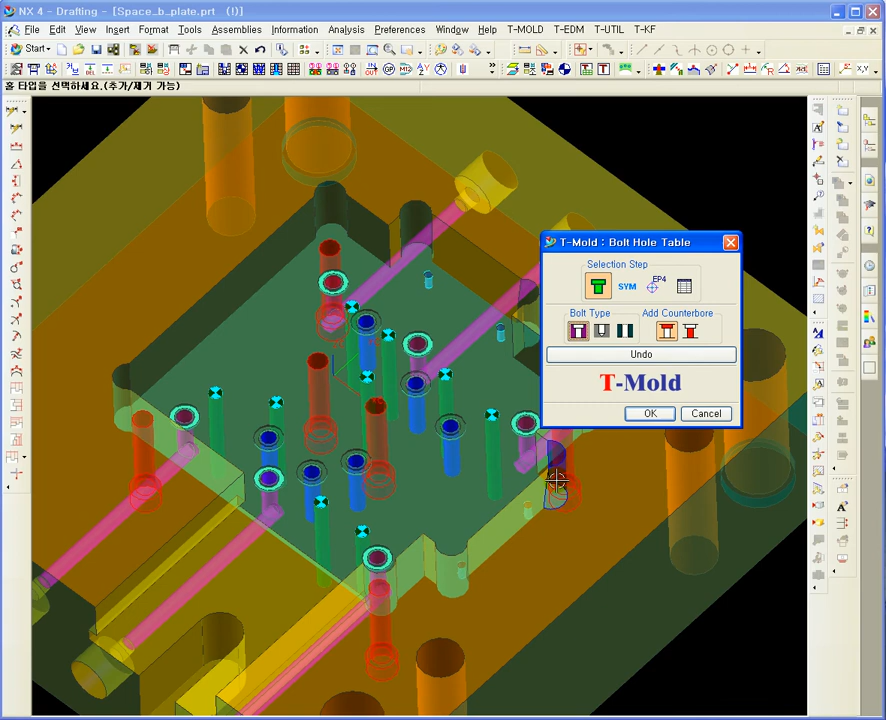 NX 4 - Drafting - [Space_b_plate.prt (!)]
File Edit View Insert Format Tools Assemblies Information Analysis Preferences Window Help T-MOLD T-EDM T-UTIL T-KF
Start
홀 타입을 선택하세요.(추가/제거 가능)
T-Mold : Bolt Hole Table
Selection Step
SYM
EP4
Bolt Type Add Counterbore
Undo
T-Mold
OK Cancel